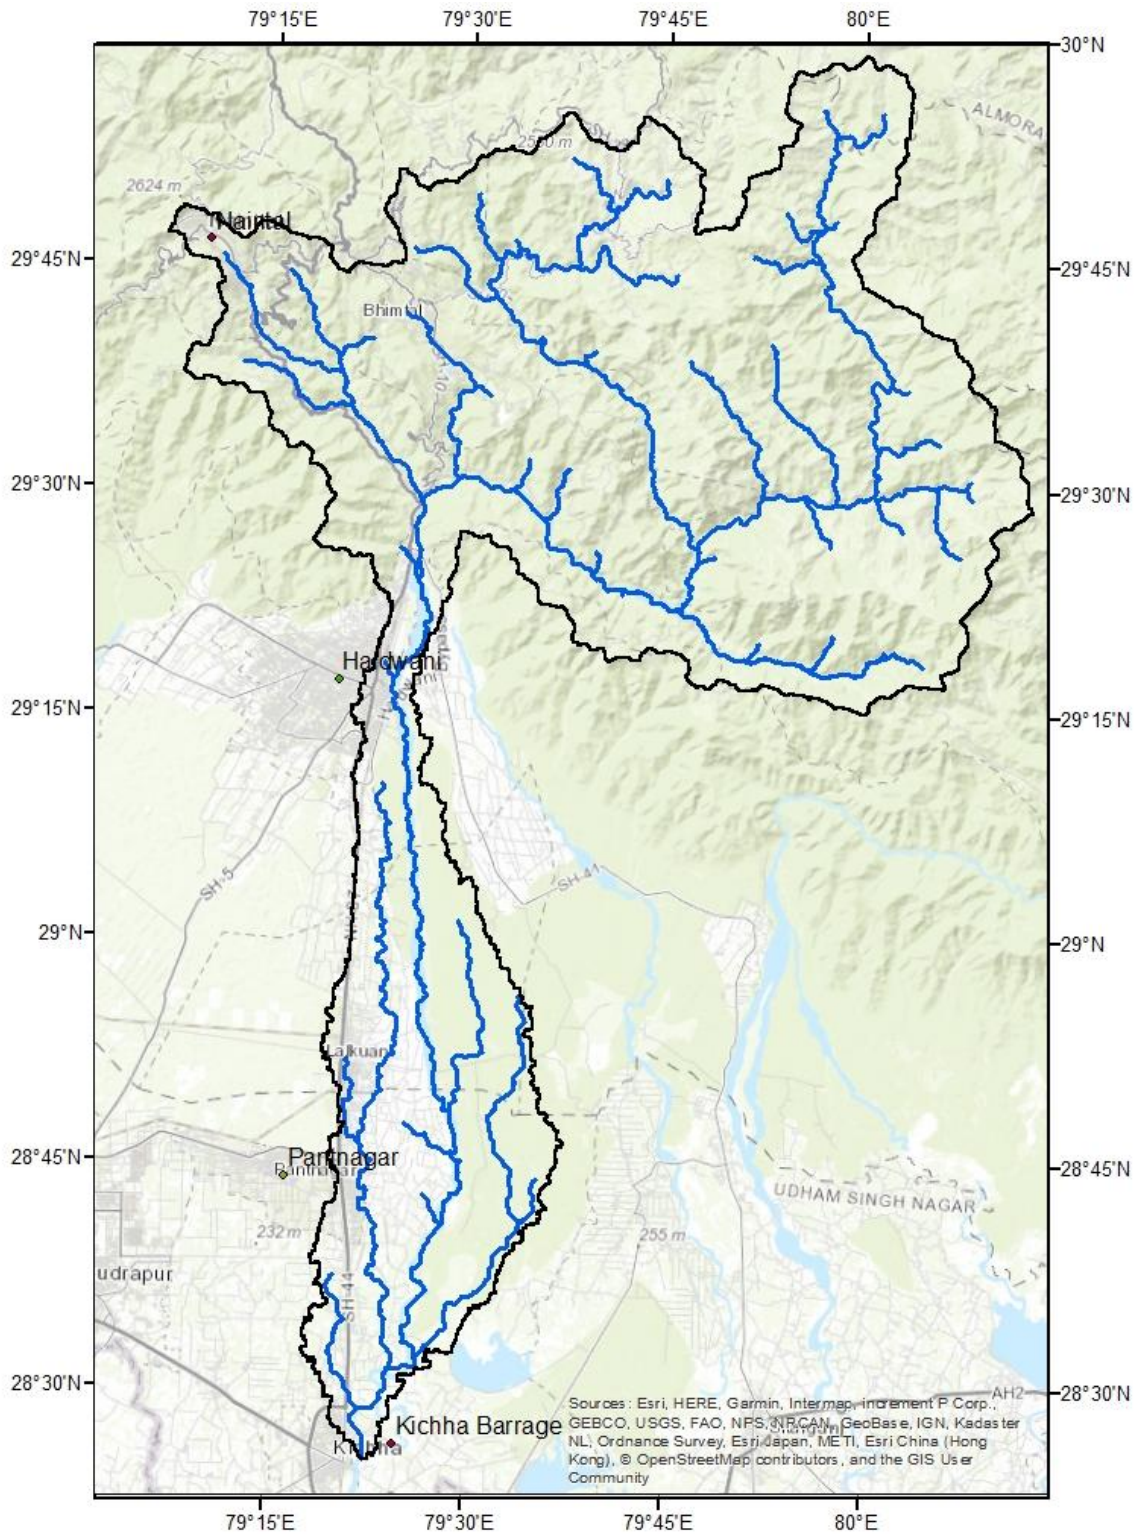 79°15'E 79°30'E 79°45'E 80°E
30°N
ALMORA
2624 m
Naintal
29°45'N
29°45'N
Bhimtal
29°30'N
29°30'N
Haldwani
29°15'N
29°15'N
SH-41
SH-5
29°N
29°N
Lalkuan
28°45'N
Pantnagar
Pantnagar
28°45'N
UDHAM SINGH NAGAR
232 m
255 m
udrapur
SH-44
28°30'N
28°30'N
AH2
Kichha Barrage
Kichha
Sources: Esri, HERE, Garmin, Intermap, increment P Corp.,
GEBCO, USGS, FAO, NPS, NRCAN, GeoBase, IGN, Kadaster
NL, Ordnance Survey, Esri Japan, METI, Esri China (Hong
Kong), © OpenStreetMap contributors, and the GIS User
Community
79°15'E 79°30'E 79°45'E 80°E